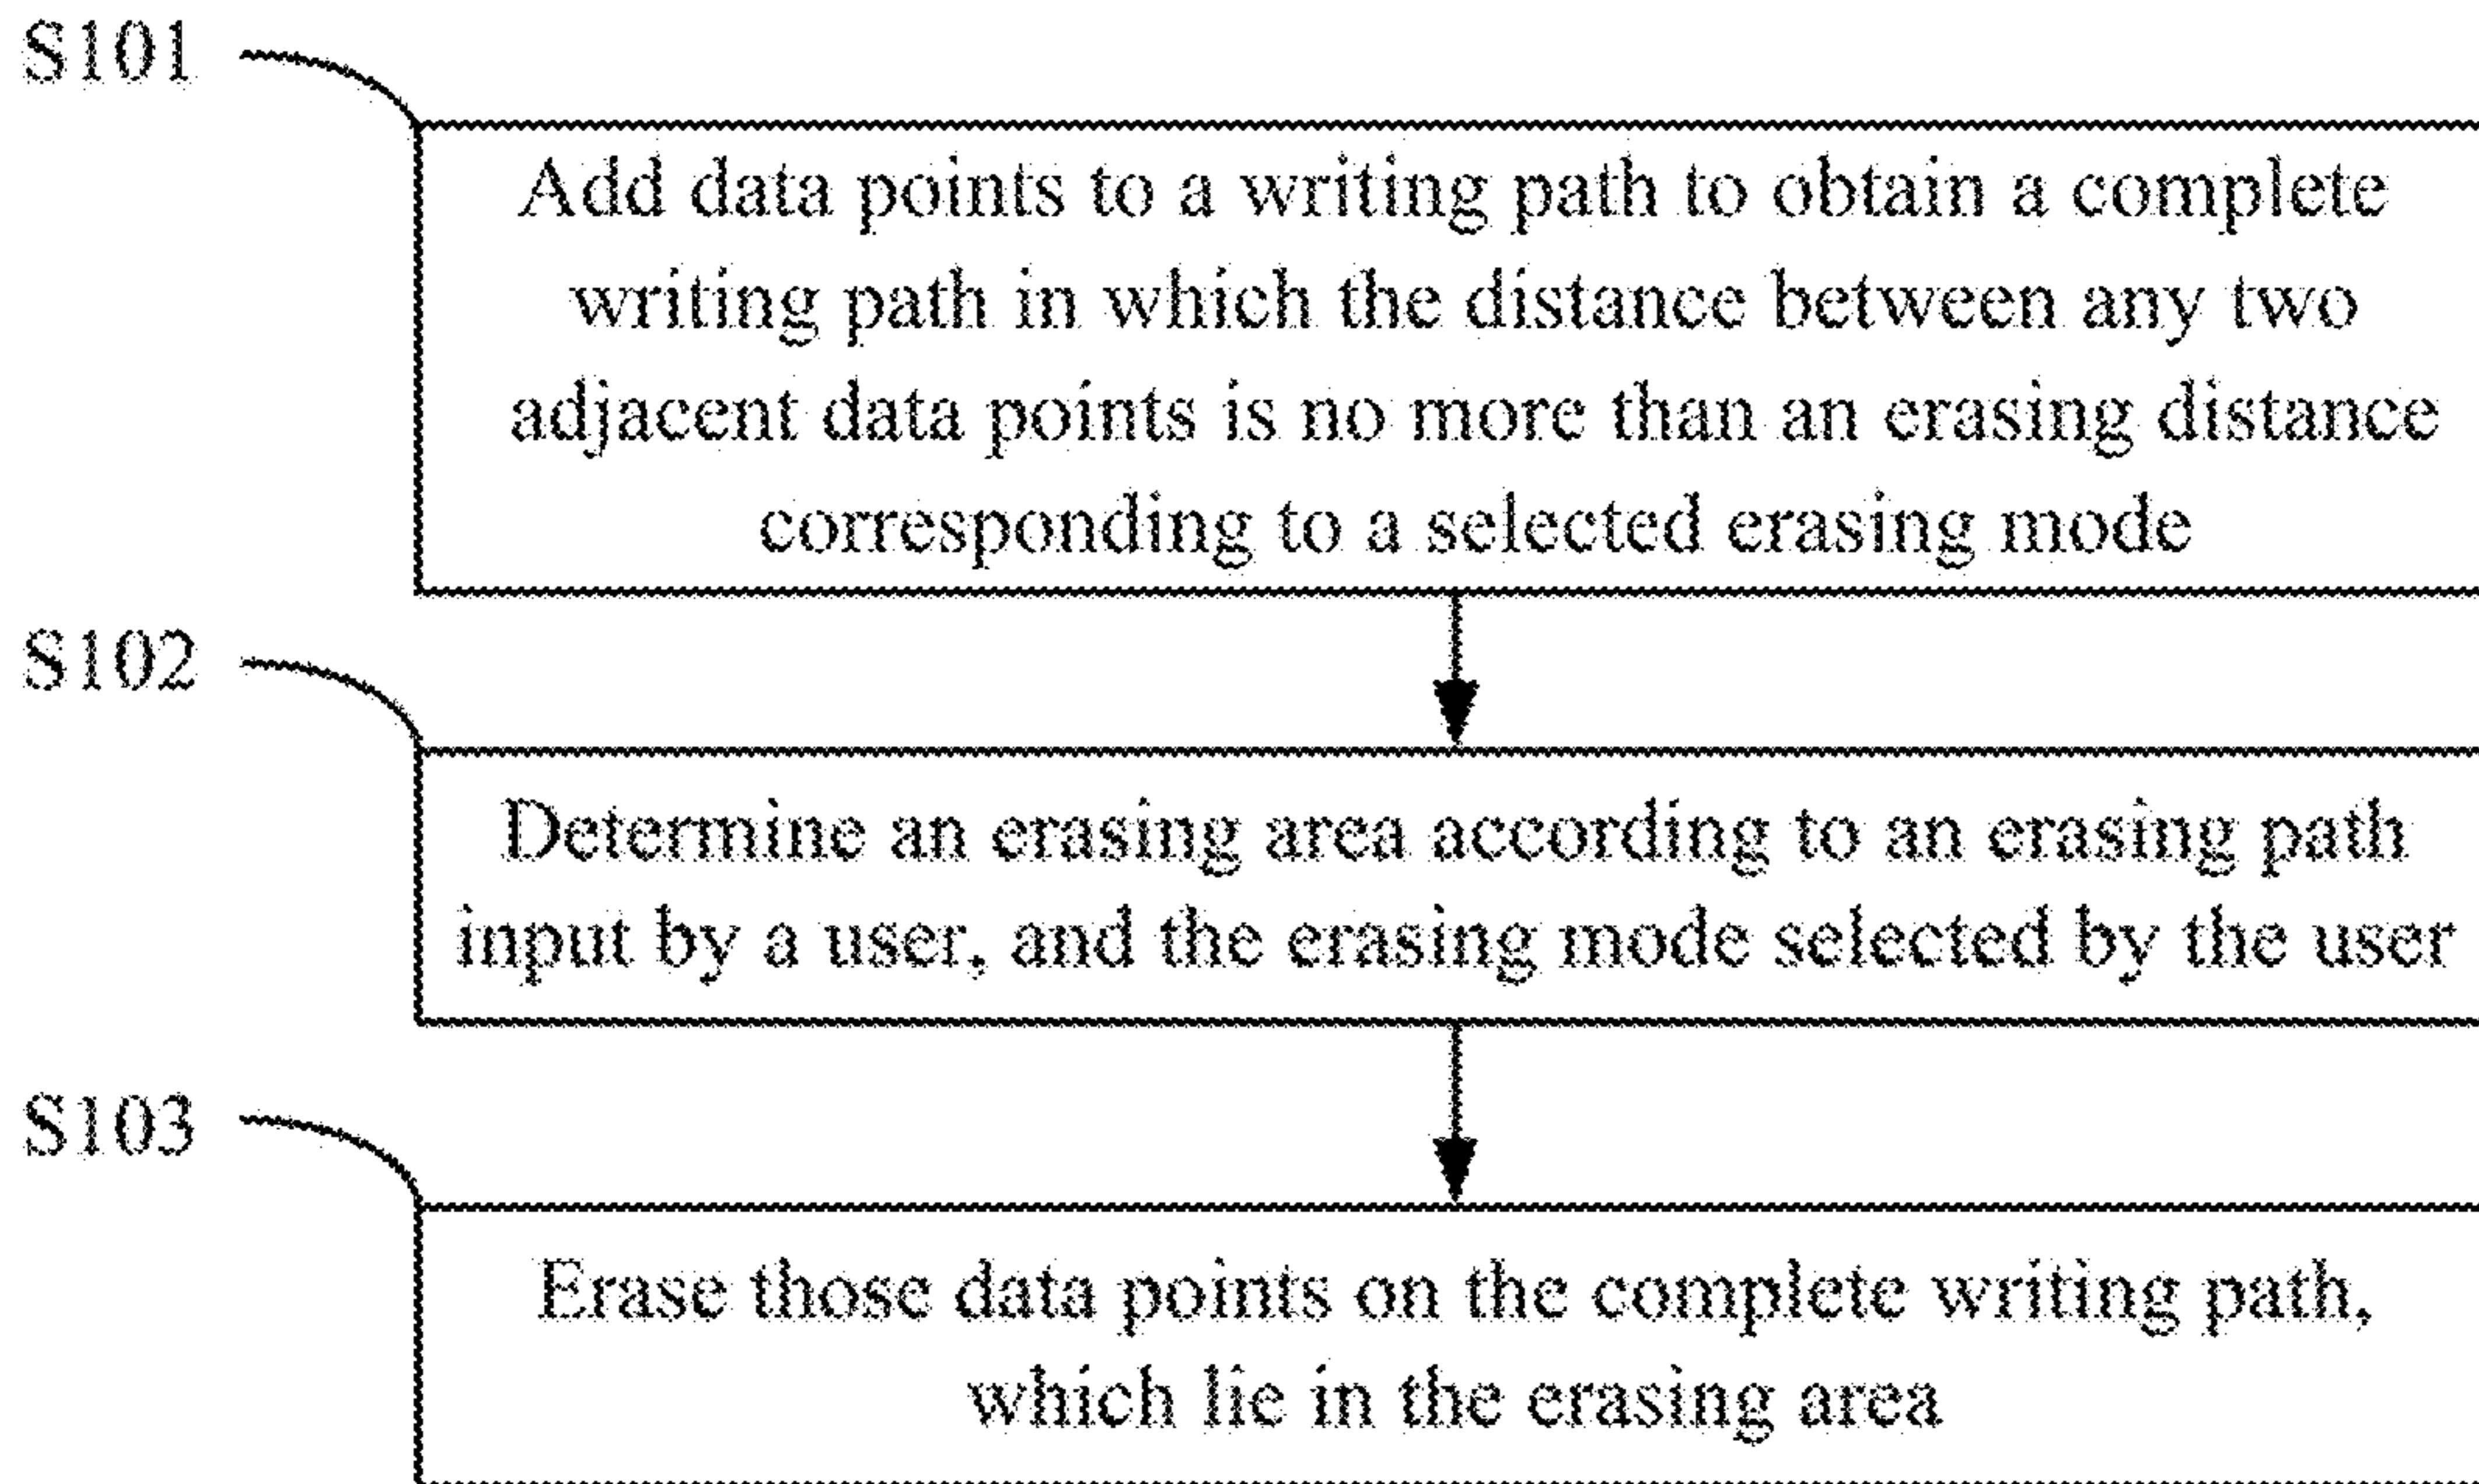 S101
Add data points to a writing path to obtain a complete
writing path in which the distance between any two
adjacent data points is no more than an erasing distance
corresponding to a selected erasing mode
S102
Determine an erasing area according to an erasing path
input by a user, and the erasing mode selected by the user
S103
Erase those data points on the complete writing path,
which lie in the erasing area